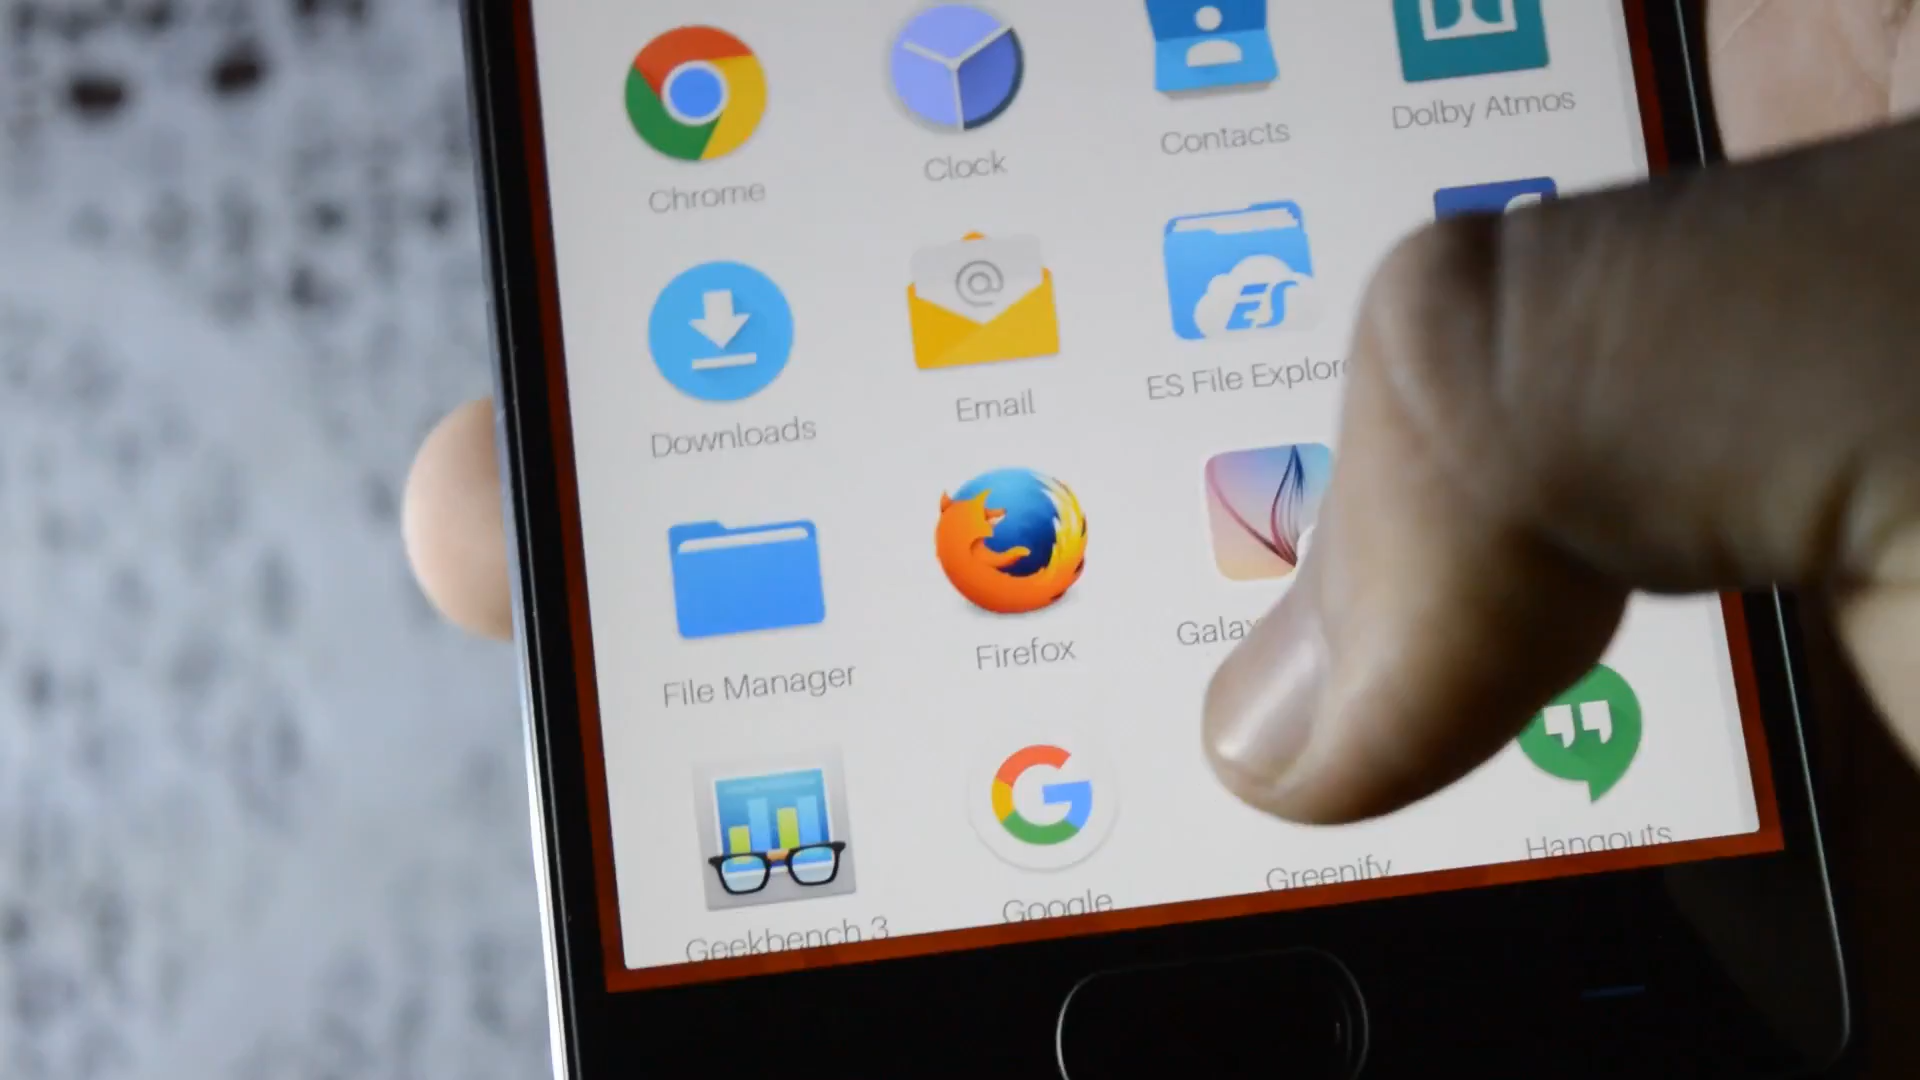 Chrome
Clock
Contacts
Dolby Atmos
Downloads
Email
@
ES
ES File Explor
File Manager
Firefox
Galax
Geekbench 3
G
Google
Greenify
Hangouts